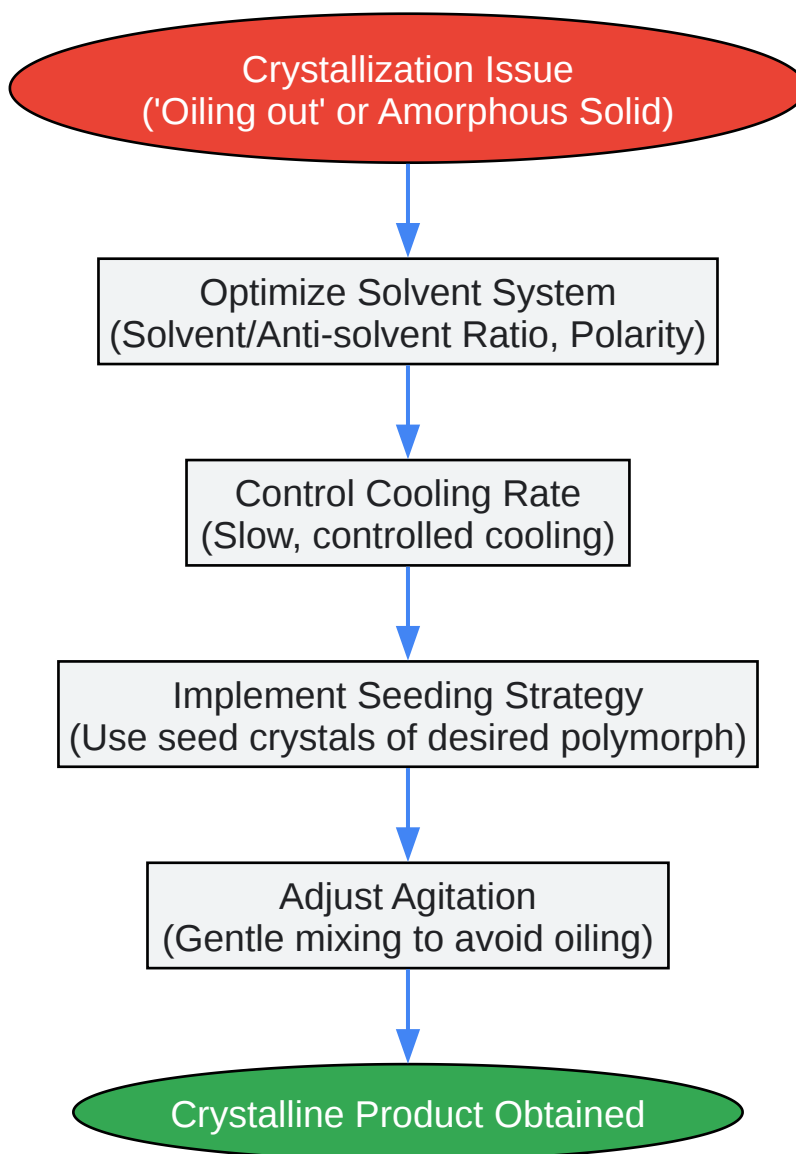 Crystallization Issue
('Oiling out' or Amorphous Solid)
Optimize Solvent System
(Solvent/Anti-solvent Ratio, Polarity)
Control Cooling Rate
(Slow, controlled cooling)
Implement Seeding Strategy
(Use seed crystals of desired polymorph)
Adjust Agitation
(Gentle mixing to avoid oiling)
Crystalline Product Obtained